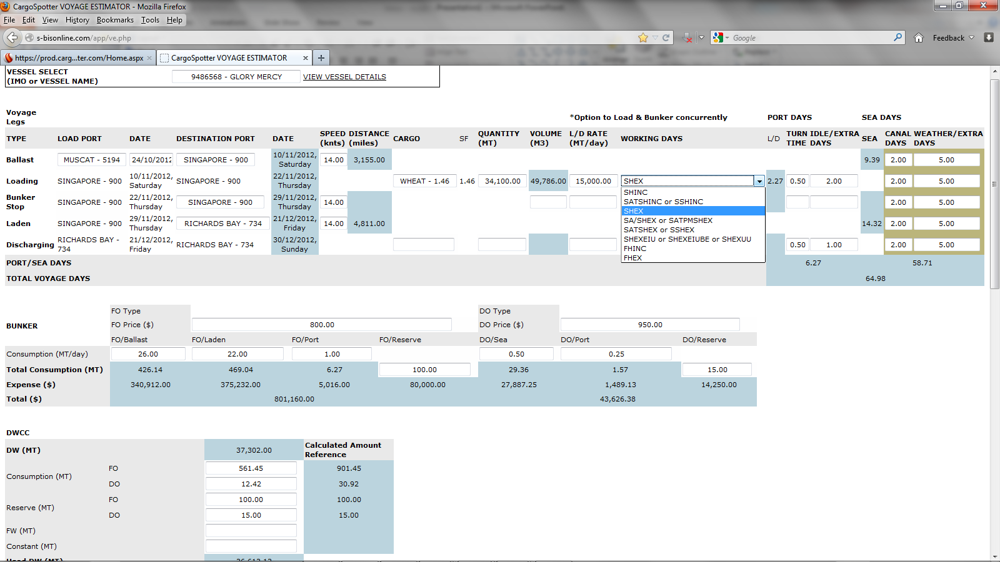 CargoSpotter VOYAGE ESTIMATOR - Mozilla Firefox
File Edit View History Bookmarks Tools Help
s-bisonline.com/app/ve.php
Google
Feedback
https://prod.carg...ter.com/Home.aspx
CargoSpotter VOYAGE ESTIMATOR
VESSEL SELECT
(IMO or VESSEL NAME)
9486568 - GLORY MERCY
VIEW VESSEL DETAILS
Voyage
Legs
*Option to Load & Bunker concurrently
PORT DAYS
SEA DAYS
TYPE LOAD PORT DATE DESTINATION PORT DATE SPEED (knts) DISTANCE (miles) CARGO SF QUANTITY (MT) VOLUME (M3) L/D RATE (MT/day) WORKING DAYS L/D TURN TIME IDLE/EXTRA DAYS SEA CANAL DAYS WEATHER/EXTRA DAYS
Ballast MUSCAT - 5194 24/10/2012 SINGAPORE - 900 10/11/2012, Saturday 14.00 3,155.00 9.39 2.00 5.00
Loading SINGAPORE - 900 10/11/2012, Saturday SINGAPORE - 900 22/11/2012, Thursday WHEAT - 1.46 1.46 34,100.00 49,786.00 15,000.00 SHEX 2.27 0.50 2.00 2.00 5.00
Bunker Stop SINGAPORE - 900 22/11/2012, Thursday SINGAPORE - 900 29/11/2012, Thursday 14.00 2.00 5.00
Laden SINGAPORE - 900 29/11/2012, Thursday RICHARDS BAY - 734 21/12/2012, Friday 14.00 4,811.00 14.32 2.00 5.00
Discharging RICHARDS BAY - 734 21/12/2012, Friday RICHARDS BAY - 734 30/12/2012, Sunday 0.50 1.00 2.00 5.00
SHINC
SATSHINC or SSHINC
SHEX
SA/SHEX or SATPMSHEX
SATSHEX or SSHEX
SHEXEIU or SHEXEIUBE or SHEXUU
FHINC
FHEX
PORT/SEA DAYS 6.27 58.71
TOTAL VOYAGE DAYS 64.98
BUNKER
FO Type DO Type
FO Price ($) 800.00 DO Price ($) 950.00
FO/Ballast FO/Laden FO/Port FO/Reserve DO/Sea DO/Port DO/Reserve
Consumption (MT/day) 26.00 22.00 1.00 0.50 0.25
Total Consumption (MT) 426.14 469.04 6.27 100.00 29.36 1.57 15.00
Expense ($) 340,912.00 375,232.00 5,016.00 80,000.00 27,887.25 1,489.13 14,250.00
Total ($) 801,160.00 43,626.38
DWCC
DW (MT) 37,302.00 Calculated Amount Reference
Consumption (MT) FO 561.45 901.45
DO 12.42 30.92
Reserve (MT) FO 100.00 100.00
DO 15.00 15.00
FW (MT)
Constant (MT)